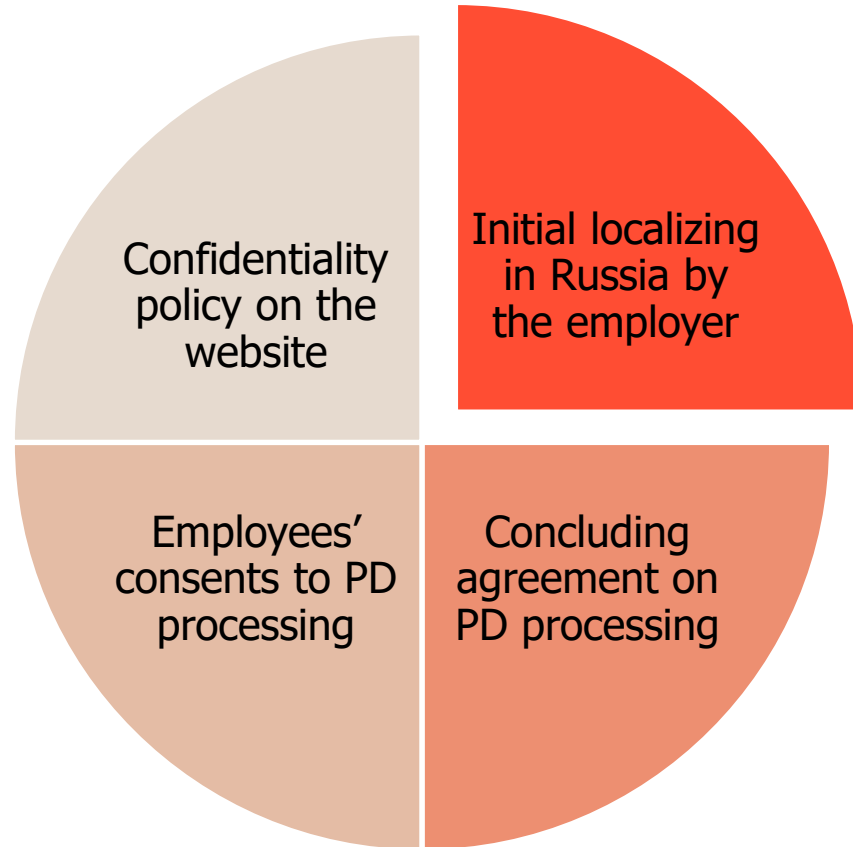 Confidentiality
policy on the
website
Initial localizing
in Russia by
the employer
Employees’
consents to PD
processing
Concluding
agreement on
PD processing